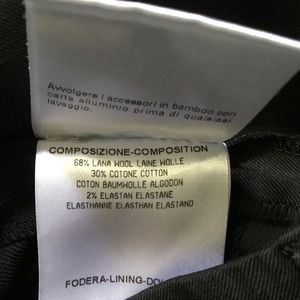 Avvolgere i accessori in bamboo con
carta alluminio prima di qualsiasi
lavaggio.
COMPOSIZIONE-COMPOSITION
68% LANA WOOL LAINE WOLLE
30% COTONE COTTON
COTON BAUMWOLLE ALGODON
2% ELASTAN ELASTANE
ELASTHANNE ELASTHAN ELASTANO
FODERA-LINING-DO